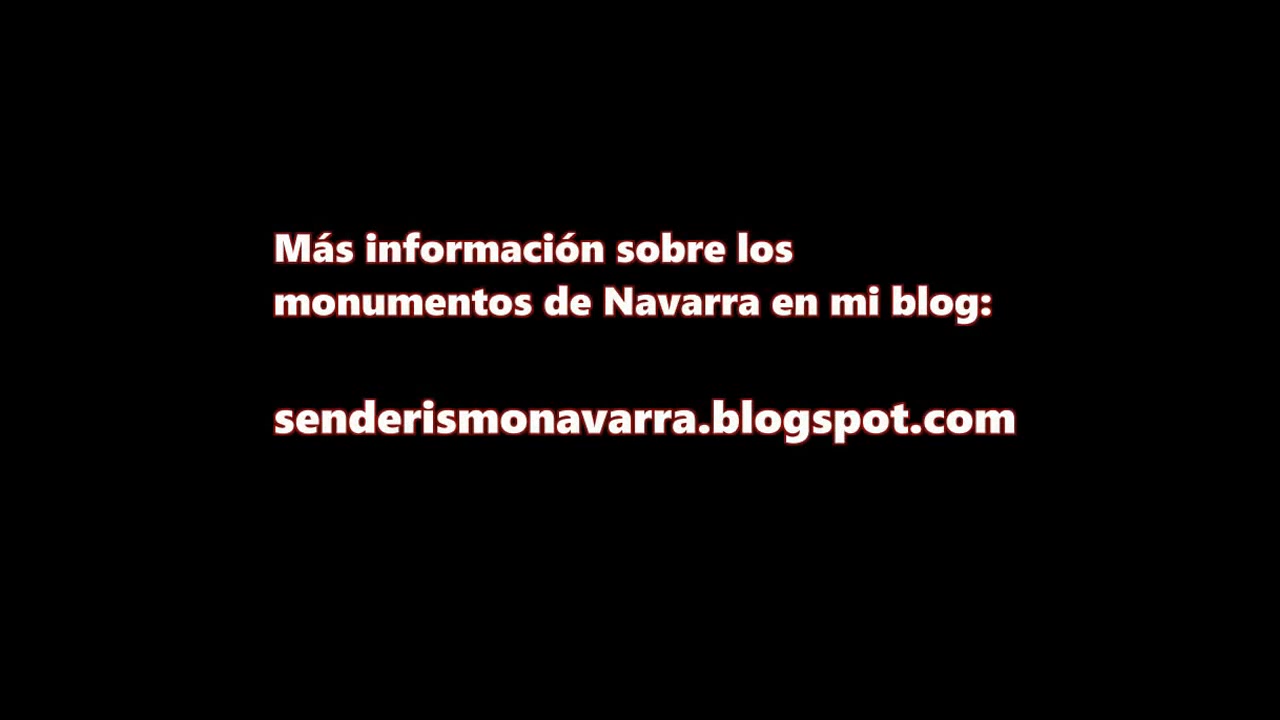 Más información sobre los
monumentos de Navarra en mi blog:
senderismonavarra.blogspot.com